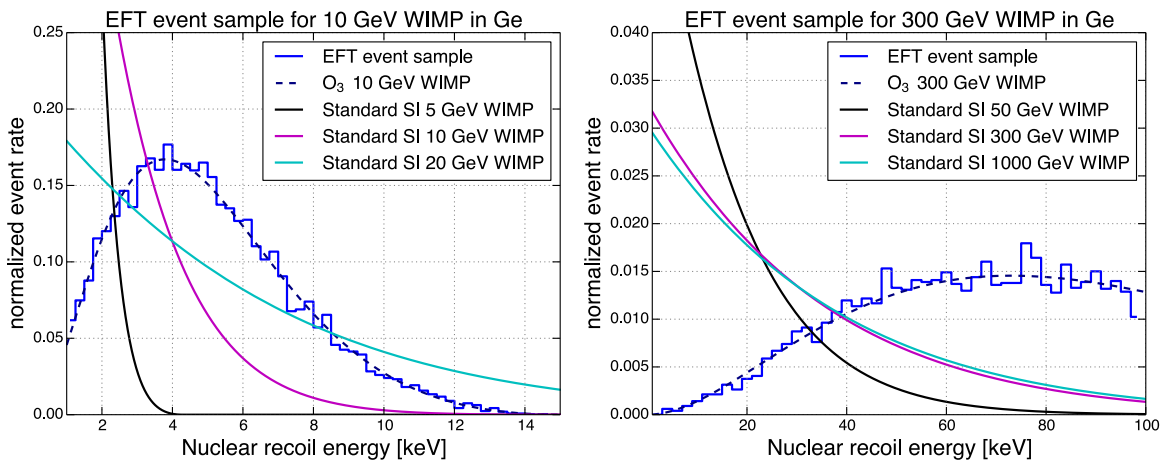 EFT event sample for 10 GeV WIMP in Ge
normalized event rate
0.25
0.20
0.15
0.10
0.05
0.00
EFT event sample
O₃ 10 GeV WIMP
Standard SI 5 GeV WIMP
Standard SI 10 GeV WIMP
Standard SI 20 GeV WIMP
2 4 6 8 10 12 14
Nuclear recoil energy [keV]
EFT event sample for 300 GeV WIMP in Ge
normalized event rate
0.040
0.035
0.030
0.025
0.020
0.015
0.010
0.005
0.000
EFT event sample
O₃ 300 GeV WIMP
Standard SI 50 GeV WIMP
Standard SI 300 GeV WIMP
Standard SI 1000 GeV WIMP
20 40 60 80 100
Nuclear recoil energy [keV]